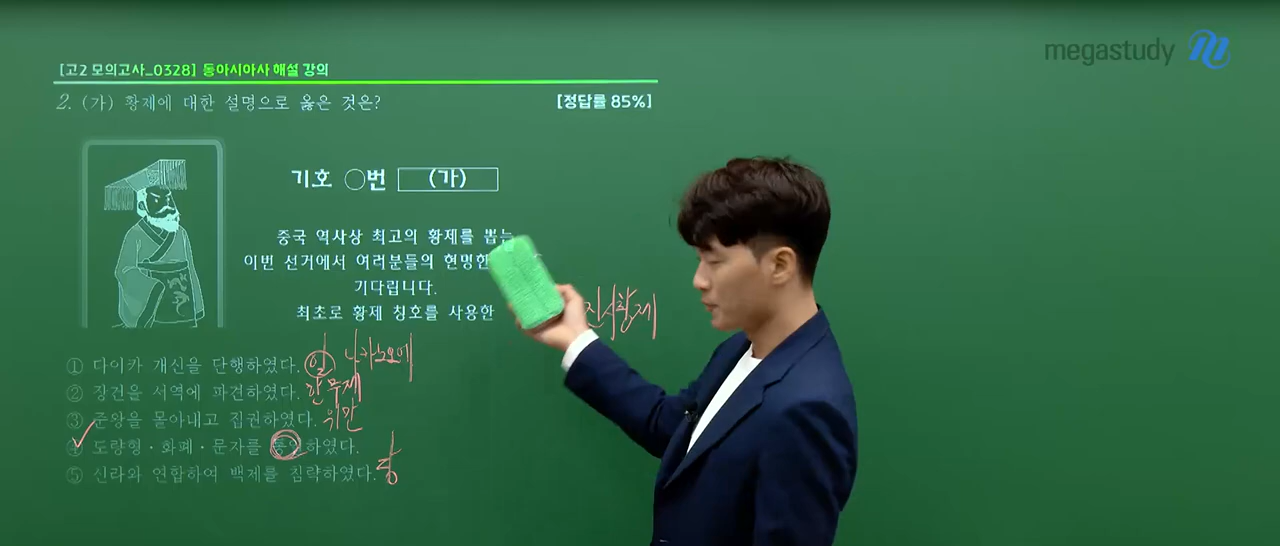 megastudy
[고2 모의고사_0328] 동아시아사 해설 강의
2. (가) 황제에 대한 설명으로 옳은 것은?
[정답률 85%]
기호 ○번 (가)
중국 역사상 최고의 황제를 뽑는
이번 선거에서 여러분들의 현명한
기다립니다.
최초로 황제 칭호를 사용한
진시황제
① 다이카 개신을 단행하였다. 일 나카노오에
② 장건을 서역에 파견하였다. 한 무제
③ 준왕을 몰아내고 집권하였다. 위만
④ 도량형·화폐·문자를 통일하였다.
⑤ 신라와 연합하여 백제를 침략하였다. 당